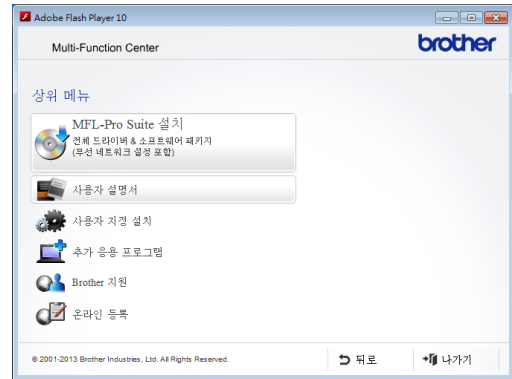 Adobe Flash Player 10
Multi-Function Center
brother
상위 메뉴
MFL-Pro Suite 설치
전체 드라이버 & 소프트웨어 패키지
(무선 네트워크 설정 포함)
사용자 설명서
사용자 지정 설치
추가 응용 프로그램
Brother 지원
온라인 등록
© 2001-2013 Brother Industries, Ltd. All Rights Reserved.
뒤로
나가기